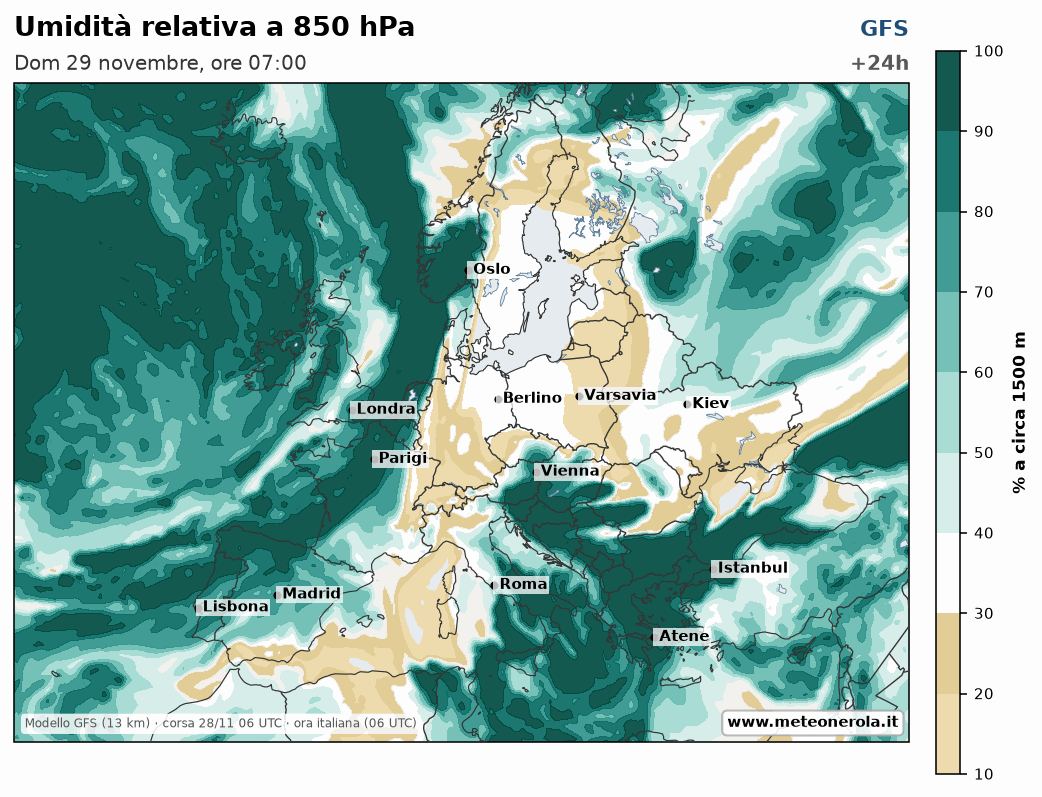 Umidità relativa a 850 hPa
GFS
Dom 29 novembre, ore 07:00
+24h
100
90
80
70
60
50
40
30
20
10
% a circa 1500 m
Oslo
Berlino
Varsavia
Kiev
Londra
Parigi
Vienna
Istanbul
Roma
Madrid
Lisbona
Atene
Modello GFS (13 km) · corsa 28/11 06 UTC · ora italiana (06 UTC)
www.meteonerola.it